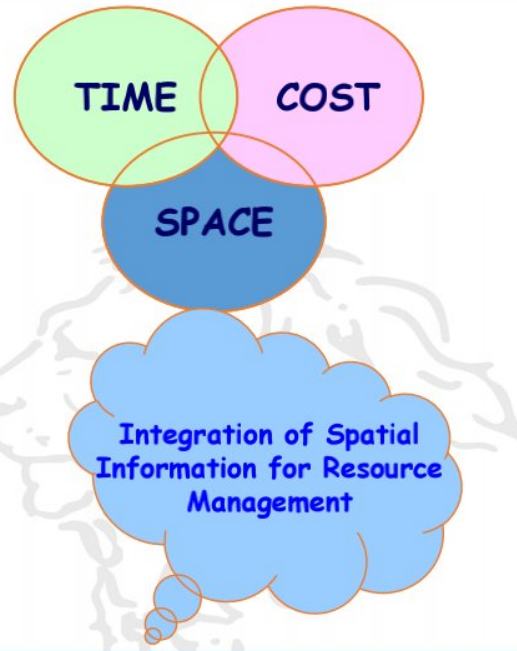 TIME COST
SPACE
Integration of Spatial
Information for Resource
Management